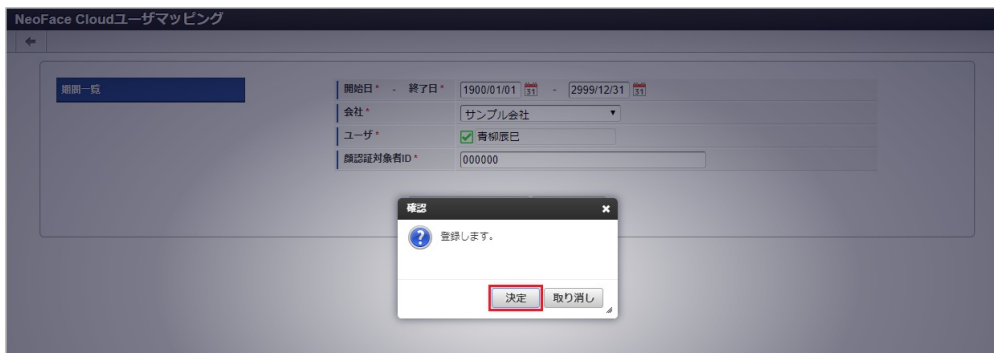 NeoFace Cloudユーザマッピング
期間一覧
開始日* - 終了日* 1900/01/01 31 - 2999/12/31 31
会社* サンプル会社
ユーザ* 青柳辰巳
顔認証対象者ID* 000000
確認
?
登録します。
決定 取り消し